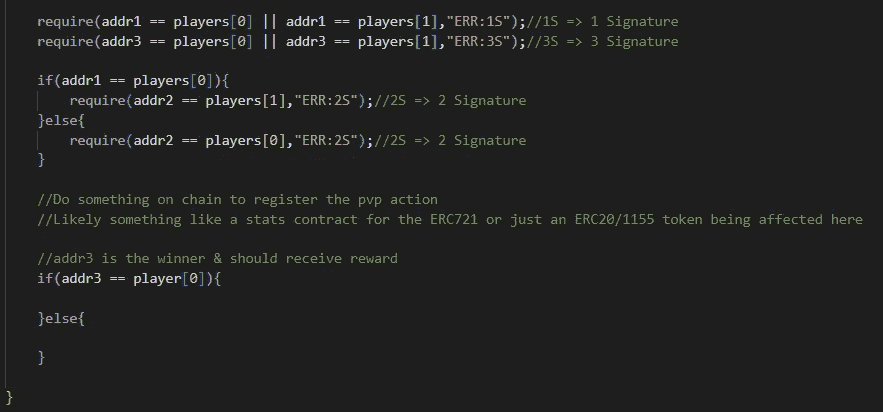 require(addr1 == players[0] || addr1 == players[1],"ERR:1S");//1S => 1 Signature
require(addr3 == players[0] || addr3 == players[1],"ERR:3S");//3S => 3 Signature
if(addr1 == players[0]){
require(addr2 == players[1],"ERR:2S");//2S => 2 Signature
}else{
require(addr2 == players[0],"ERR:2S");//2S => 2 Signature
}
//Do something on chain to register the pvp action
//Likely something like a stats contract for the ERC721 or just an ERC20/1155 token being affected here
//addr3 is the winner & should receive reward
if(addr3 == player[0]){
}else{
}
}